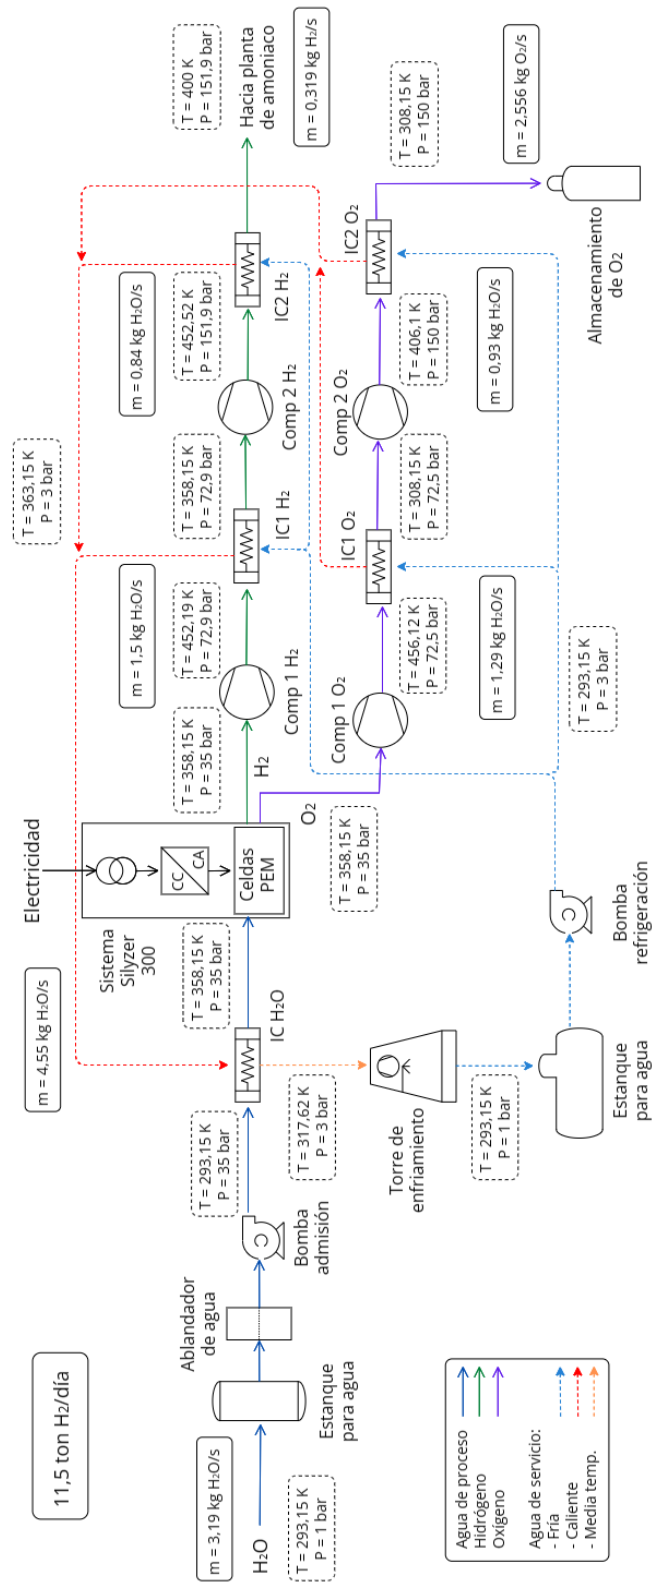 11,5 ton H₂/día
m = 3,19 kg H₂O/s
H₂O
T = 293,15 K
P = 1 bar
Estanque
para agua
Ablandador
de agua
Bomba
admisión
T = 293,15 K
P = 35 bar
IC H₂O
T = 317,62 K
P = 3 bar
m = 4,55 kg H₂O/s
T = 358,15 K
P = 35 bar
Electricidad
Sistema
Silyzer
300
CC
CA
Celdas
PEM
H₂
O₂
T = 358,15 K
P = 35 bar
T = 358,15 K
P = 35 bar
Comp 1 H₂
m = 1,5 kg H₂O/s
T = 452,19 K
P = 72,9 bar
IC1 H₂
T = 363,15 K
P = 3 bar
T = 358,15 K
P = 72,9 bar
Comp 2 H₂
m = 0,84 kg H₂O/s
T = 452,52 K
P = 151,9 bar
IC2 H₂
T = 400 K
P = 151,9 bar
Hacia planta
de amoniaco
m = 0,319 kg H₂/s
Comp 1 O₂
T = 456,12 K
P = 72,5 bar
IC1 O₂
m = 1,29 kg H₂O/s
T = 308,15 K
P = 72,5 bar
Comp 2 O₂
T = 406,1 K
P = 150 bar
IC2 O₂
m = 0,93 kg H₂O/s
T = 308,15 K
P = 150 bar
m = 2,556 kg O₂/s
Almacenamiento
de O₂
T = 293,15 K
P = 3 bar
Torre de
enfriamiento
T = 293,15 K
P = 1 bar
Estanque
para agua
Bomba
refrigeración
C
C
Agua de proceso
Hidrógeno
Oxígeno
Agua de servicio:
- Fría
- Caliente
- Media temp.